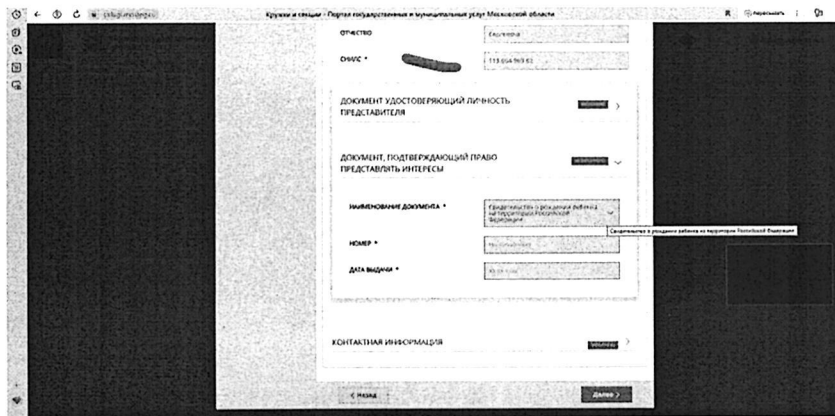 Кружки и секции - Портал государственных и муниципальных услуг Московской области
ОТЧЕСТВО
СНИЛС *
ДОКУМЕНТ УДОСТОВЕРЯЮЩИЙ ЛИЧНОСТЬ
ПРЕДСТАВИТЕЛЯ
ДОКУМЕНТ, ПОДТВЕРЖДАЮЩИЙ ПРАВО
ПРЕДСТАВЛЯТЬ ИНТЕРЕСЫ
НАИМЕНОВАНИЕ ДОКУМЕНТА *
Свидетельство о рождении ребенка
на территории Российской
Федерации
Свидетельство о рождении ребенка на территории Российской Федерации
НОМЕР *
ДАТА ВЫДАЧИ *
КОНТАКТНАЯ ИНФОРМАЦИЯ
< НАЗАД
ДАЛЕЕ >